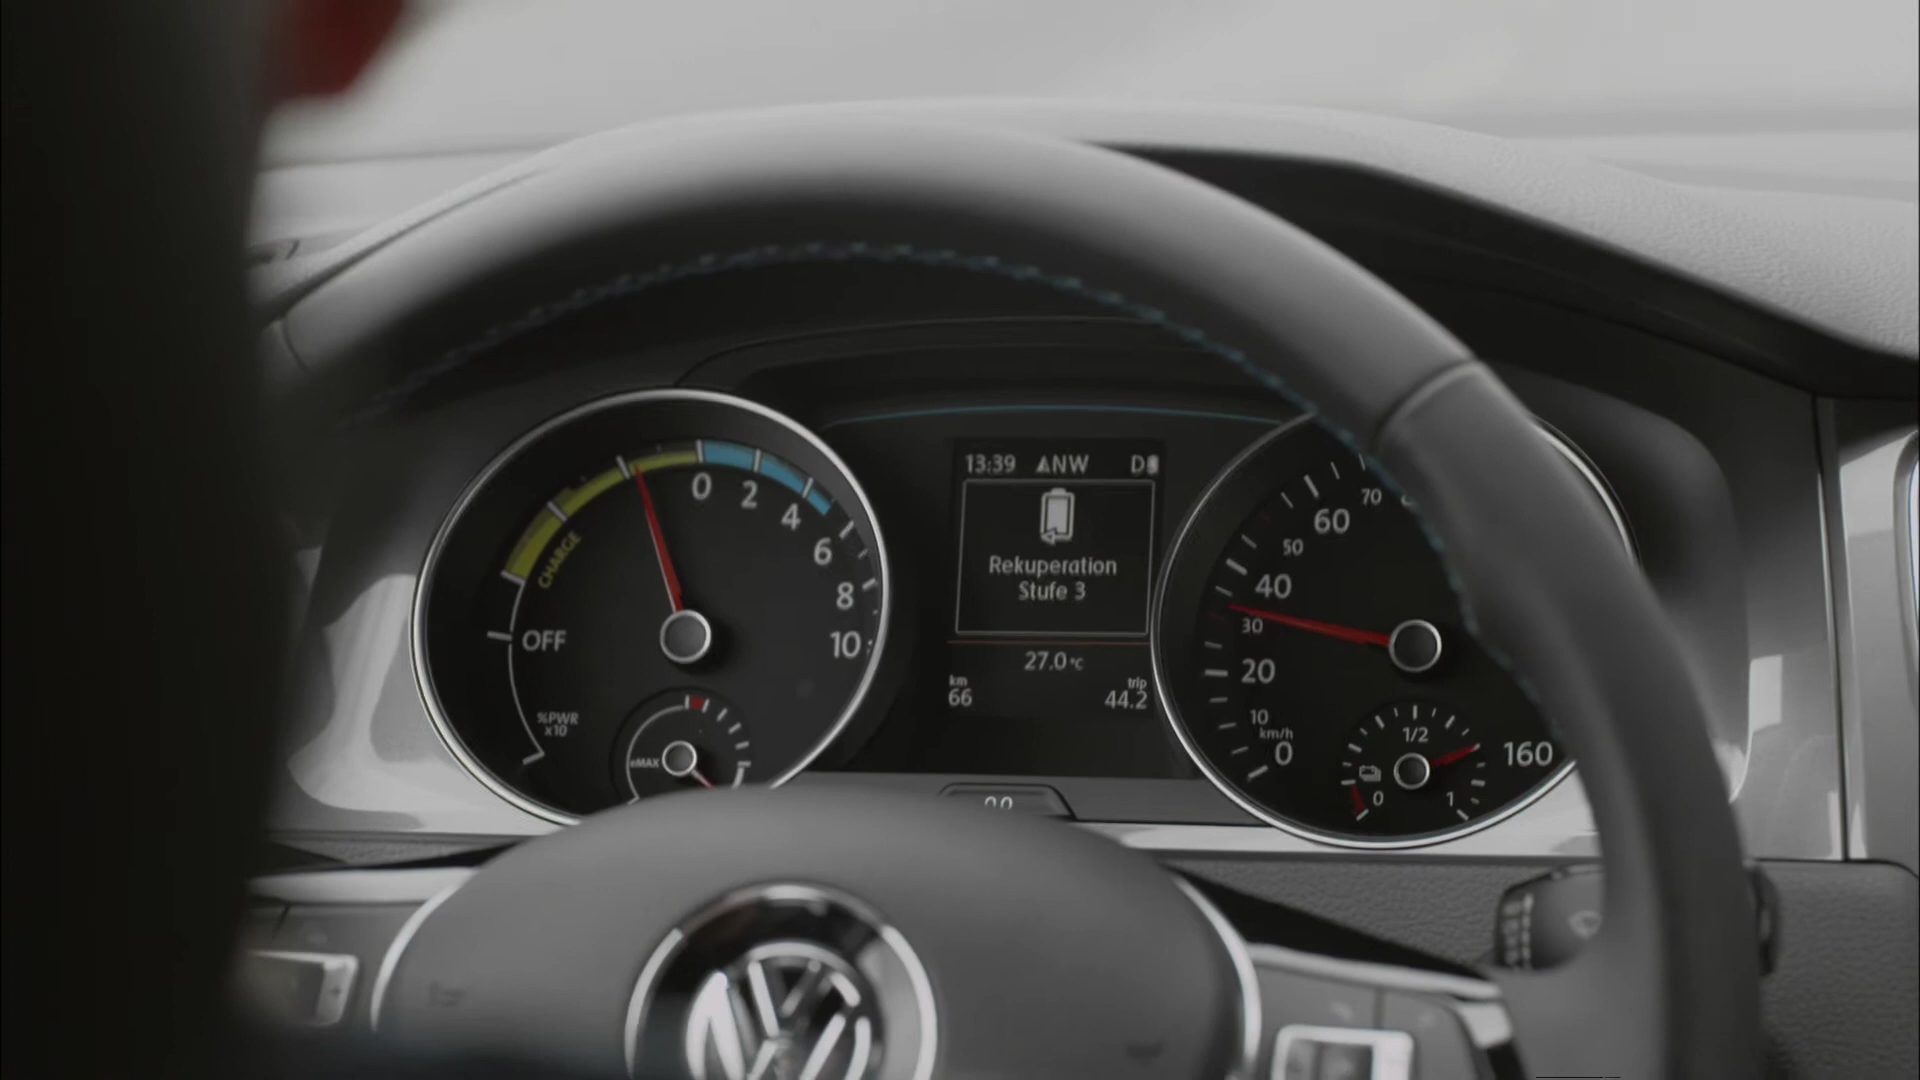 0
2
4
6
8
10
CHARGE
OFF
%PWR
x10
eMAX
13:39 NW D
Rekuperation
Stufe 3
27.0°C
km
66
trip
44.2
70
60
50
40
30
20
10
km/h
0
160
1/2
0
1